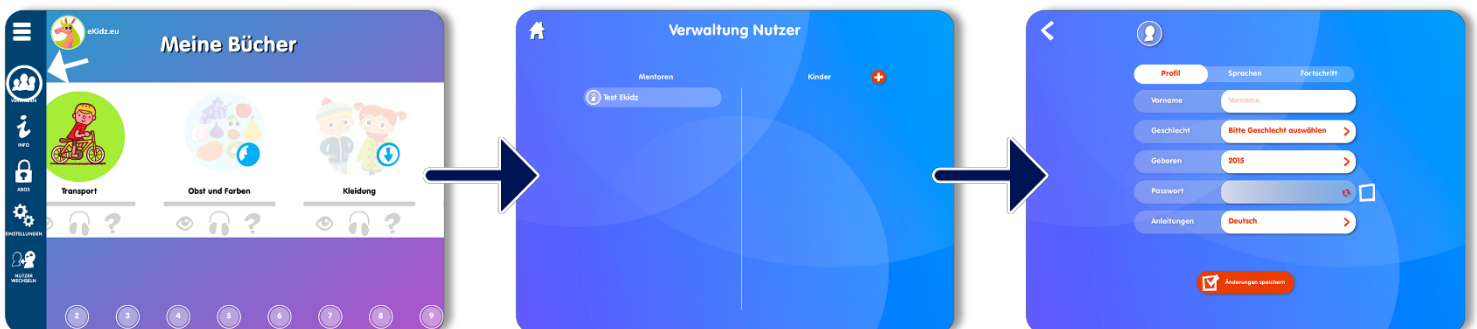 eKidz.eu
Meine Bücher
VERWALTEN
INFO
ABOS
EINSTELLUNGEN
NUTZER
WECHSELN
Transport
Obst und Farben
Kleidung
2 3 4 5 6 7 8 9
Verwaltung Nutzer
Mentoren
Kinder
Test Ekidz
Profil Sprachen Fortschritt
Vorname Vorname
Geschlecht Bitte Geschlecht auswählen
Geboren 2015
Passwort
Anleitungen Deutsch
Änderungen speichern